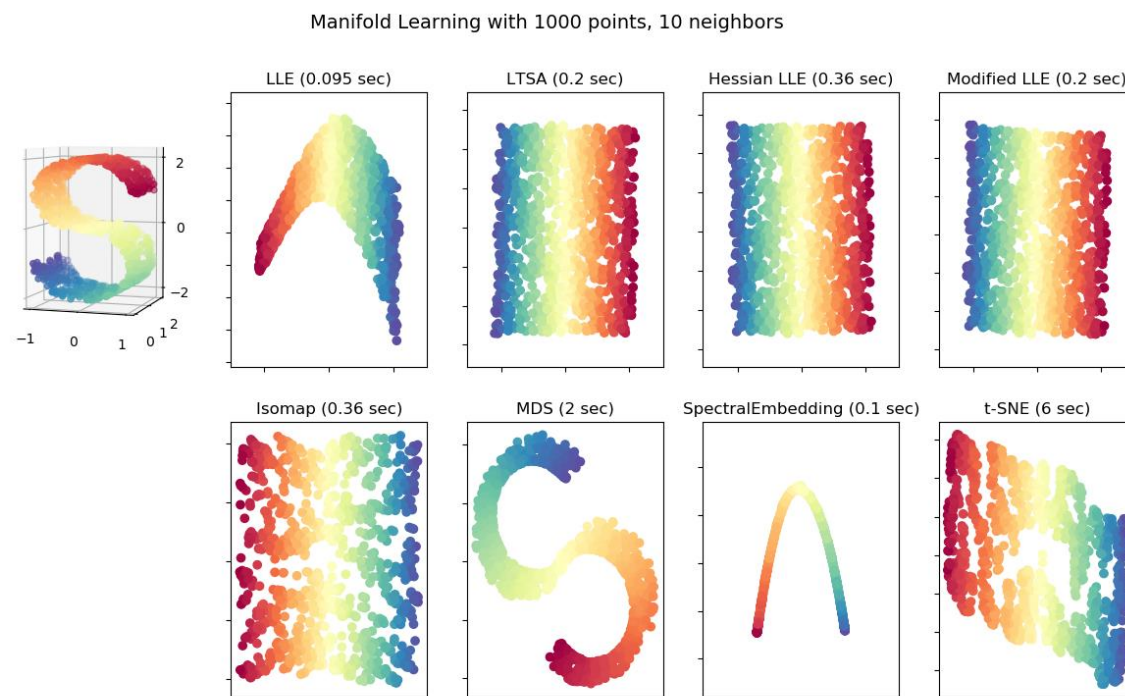 Manifold Learning with 1000 points, 10 neighbors
LLE (0.095 sec)
LTSA (0.2 sec)
Hessian LLE (0.36 sec)
Modified LLE (0.2 sec)
2
0
−2
−1
0
1
0
1
2
Isomap (0.36 sec)
MDS (2 sec)
SpectralEmbedding (0.1 sec)
t-SNE (6 sec)